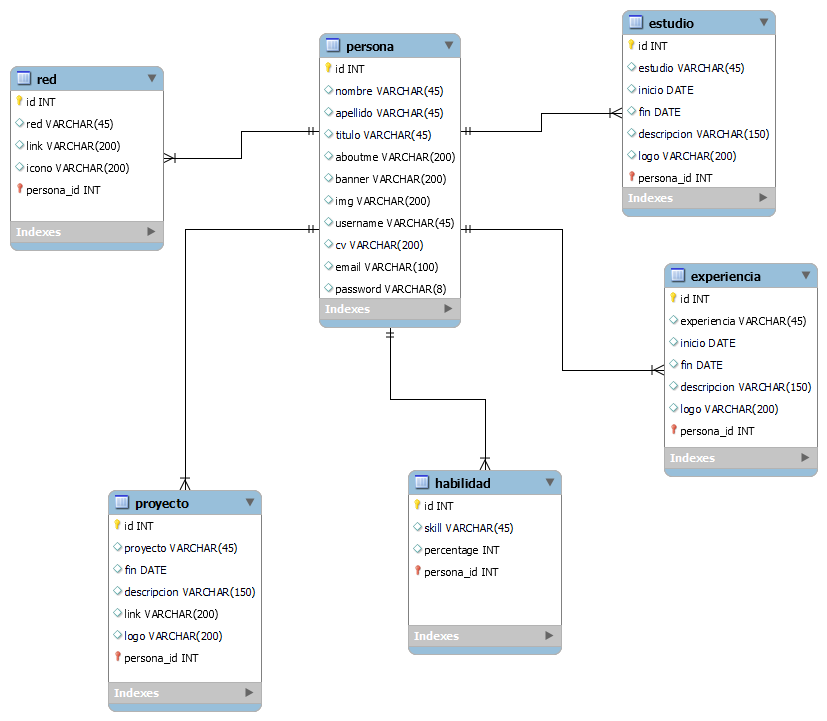 red
id INT
red VARCHAR(45)
link VARCHAR(200)
icono VARCHAR(200)
persona_id INT
Indexes
persona
id INT
nombre VARCHAR(45)
apellido VARCHAR(45)
titulo VARCHAR(45)
aboutme VARCHAR(200)
banner VARCHAR(200)
img VARCHAR(200)
username VARCHAR(45)
cv VARCHAR(200)
email VARCHAR(100)
password VARCHAR(8)
Indexes
estudio
id INT
estudio VARCHAR(45)
inicio DATE
fin DATE
descripcion VARCHAR(150)
logo VARCHAR(200)
persona_id INT
Indexes
experiencia
id INT
experiencia VARCHAR(45)
inicio DATE
fin DATE
descripcion VARCHAR(150)
logo VARCHAR(200)
persona_id INT
Indexes
proyecto
id INT
proyecto VARCHAR(45)
fin DATE
descripcion VARCHAR(150)
link VARCHAR(200)
logo VARCHAR(200)
persona_id INT
Indexes
habilidad
id INT
skill VARCHAR(45)
percentage INT
persona_id INT
Indexes